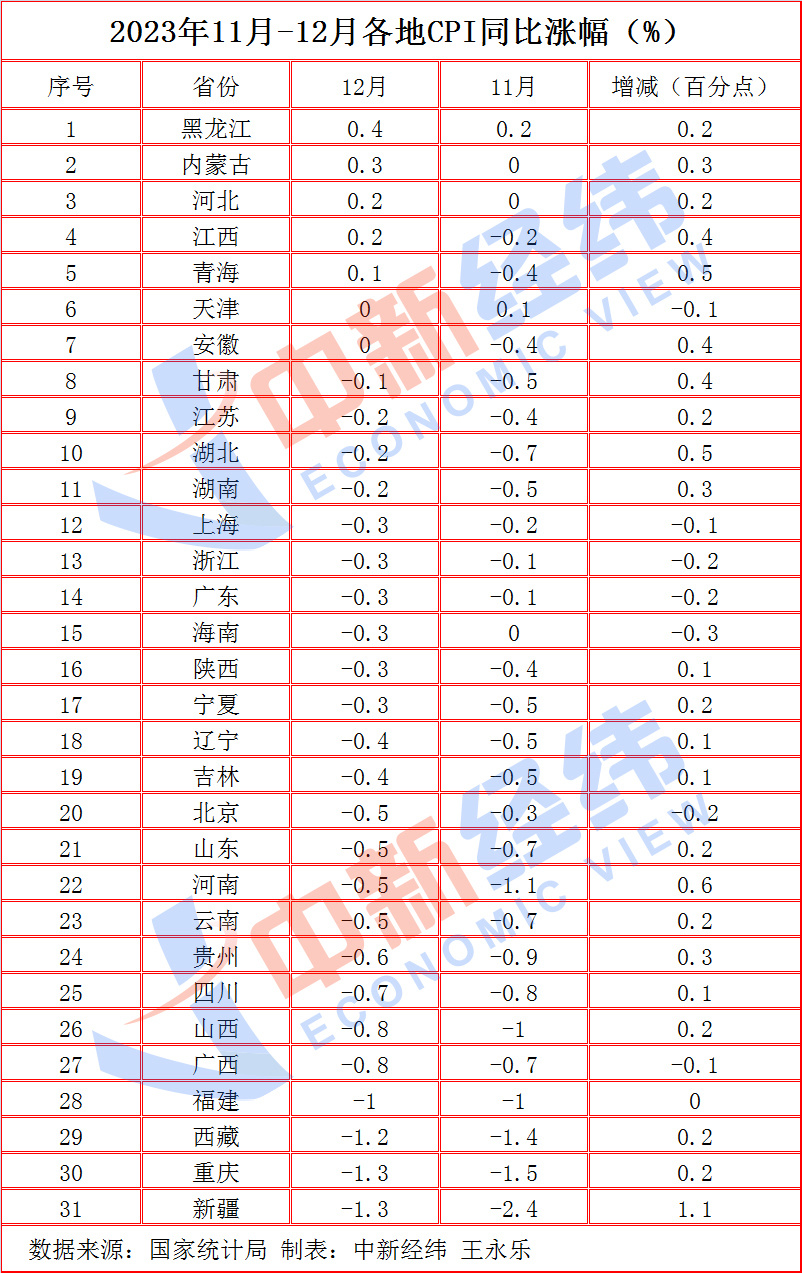 2023年11月-12月各地CPI同比涨幅（%）
序号 省份 12月 11月 增减（百分点）
1 黑龙江 0.4 0.2 0.2
2 内蒙古 0.3 0 0.3
3 河北 0.2 0 0.2
4 江西 0.2 -0.2 0.4
5 青海 0.1 -0.4 0.5
6 天津 0 0.1 -0.1
7 安徽 0 -0.4 0.4
8 甘肃 -0.1 -0.5 0.4
9 江苏 -0.2 -0.4 0.2
10 湖北 -0.2 -0.7 0.5
11 湖南 -0.2 -0.5 0.3
12 上海 -0.3 -0.2 -0.1
13 浙江 -0.3 -0.1 -0.2
14 广东 -0.3 -0.1 -0.2
15 海南 -0.3 0 -0.3
16 陕西 -0.3 -0.4 0.1
17 宁夏 -0.3 -0.5 0.2
18 辽宁 -0.4 -0.5 0.1
19 吉林 -0.4 -0.5 0.1
20 北京 -0.5 -0.3 -0.2
21 山东 -0.5 -0.7 0.2
22 河南 -0.5 -1.1 0.6
23 云南 -0.5 -0.7 0.2
24 贵州 -0.6 -0.9 0.3
25 四川 -0.7 -0.8 0.1
26 山西 -0.8 -1 0.2
27 广西 -0.8 -0.7 -0.1
28 福建 -1 -1 0
29 西藏 -1.2 -1.4 0.2
30 重庆 -1.3 -1.5 0.2
31 新疆 -1.3 -2.4 1.1
数据来源：国家统计局 制表：中新经纬 王永乐
中新经纬
ECONOMIC VIEW
中新经纬
ECONOMIC VIEW